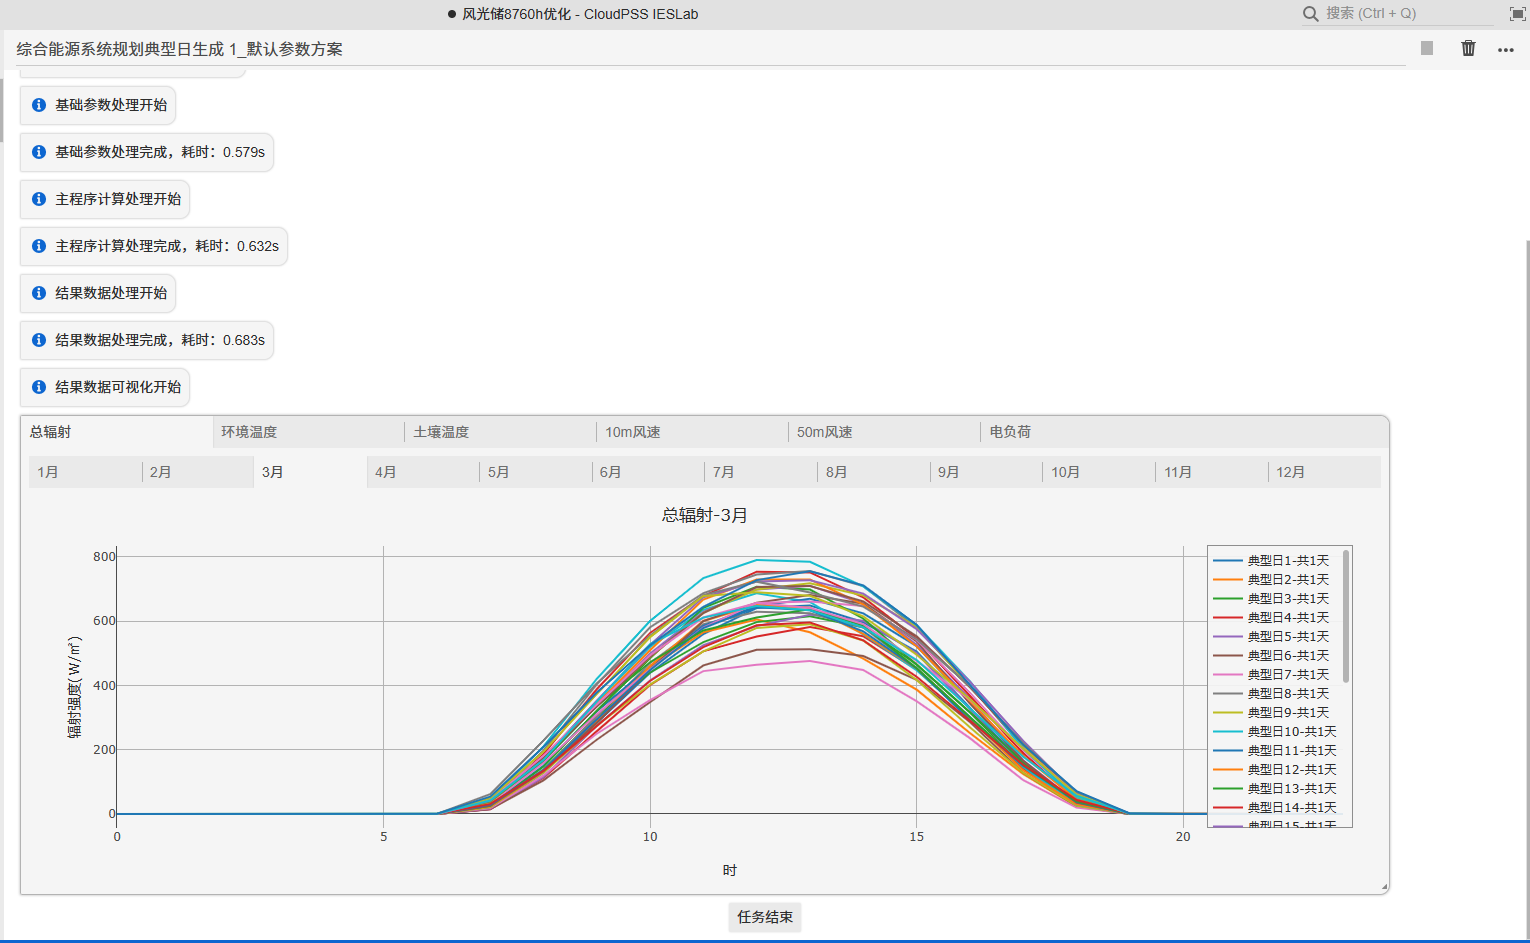 ● 风光储8760h优化 - CloudPSS IESLab
搜索 (Ctrl + Q)
综合能源系统规划典型日生成 1_默认参数方案
基础参数处理开始
基础参数处理完成，耗时：0.579s
主程序计算处理开始
主程序计算处理完成，耗时：0.632s
结果数据处理开始
结果数据处理完成，耗时：0.683s
结果数据可视化开始
总辐射 环境温度 土壤温度 10m风速 50m风速 电负荷
1月 2月 3月 4月 5月 6月 7月 8月 9月 10月 11月 12月
总辐射-3月
辐射强度(W/㎡)
800
600
400
200
0
0 5 10 15 20
时
典型日1-共1天
典型日2-共1天
典型日3-共1天
典型日4-共1天
典型日5-共1天
典型日6-共1天
典型日7-共1天
典型日8-共1天
典型日9-共1天
典型日10-共1天
典型日11-共1天
典型日12-共1天
典型日13-共1天
典型日14-共1天
典型日15-共1天
任务结束